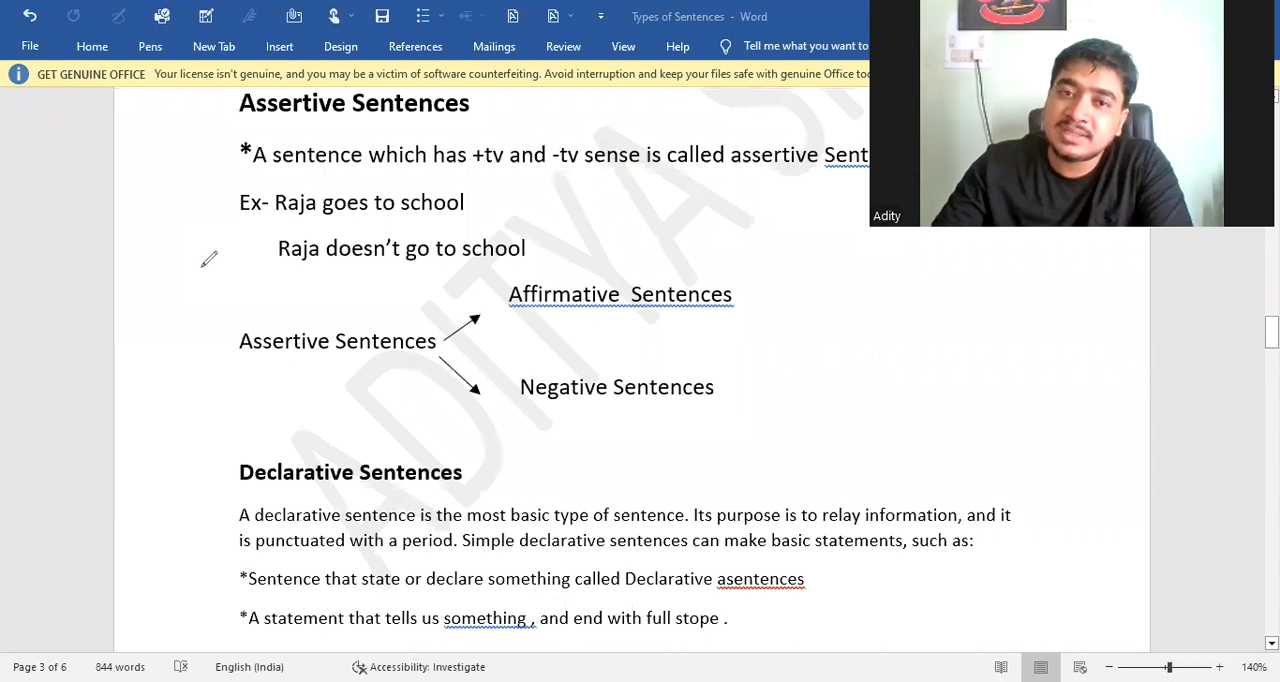 Types of Sentences - Word
File Home Pens New Tab Insert Design References Mailings Review View Help Tell me what you want to
GET GENUINE OFFICE Your license isn't genuine, and you may be a victim of software counterfeiting. Avoid interruption and keep your files safe with genuine Office
Assertive Sentences
*A sentence which has +tv and -tv sense is called assertive Sent
Adity
Ex- Raja goes to school
Raja doesn't go to school
Affirmative Sentences
Assertive Sentences
Negative Sentences
Declarative Sentences
A declarative sentence is the most basic type of sentence. Its purpose is to relay information, and it
is punctuated with a period. Simple declarative sentences can make basic statements, such as:
*Sentence that state or declare something called Declarative asentences
*A statement that tells us something , and end with full stope .
ADITYA
Page 3 of 6 844 words English (India) Accessibility: Investigate 140%